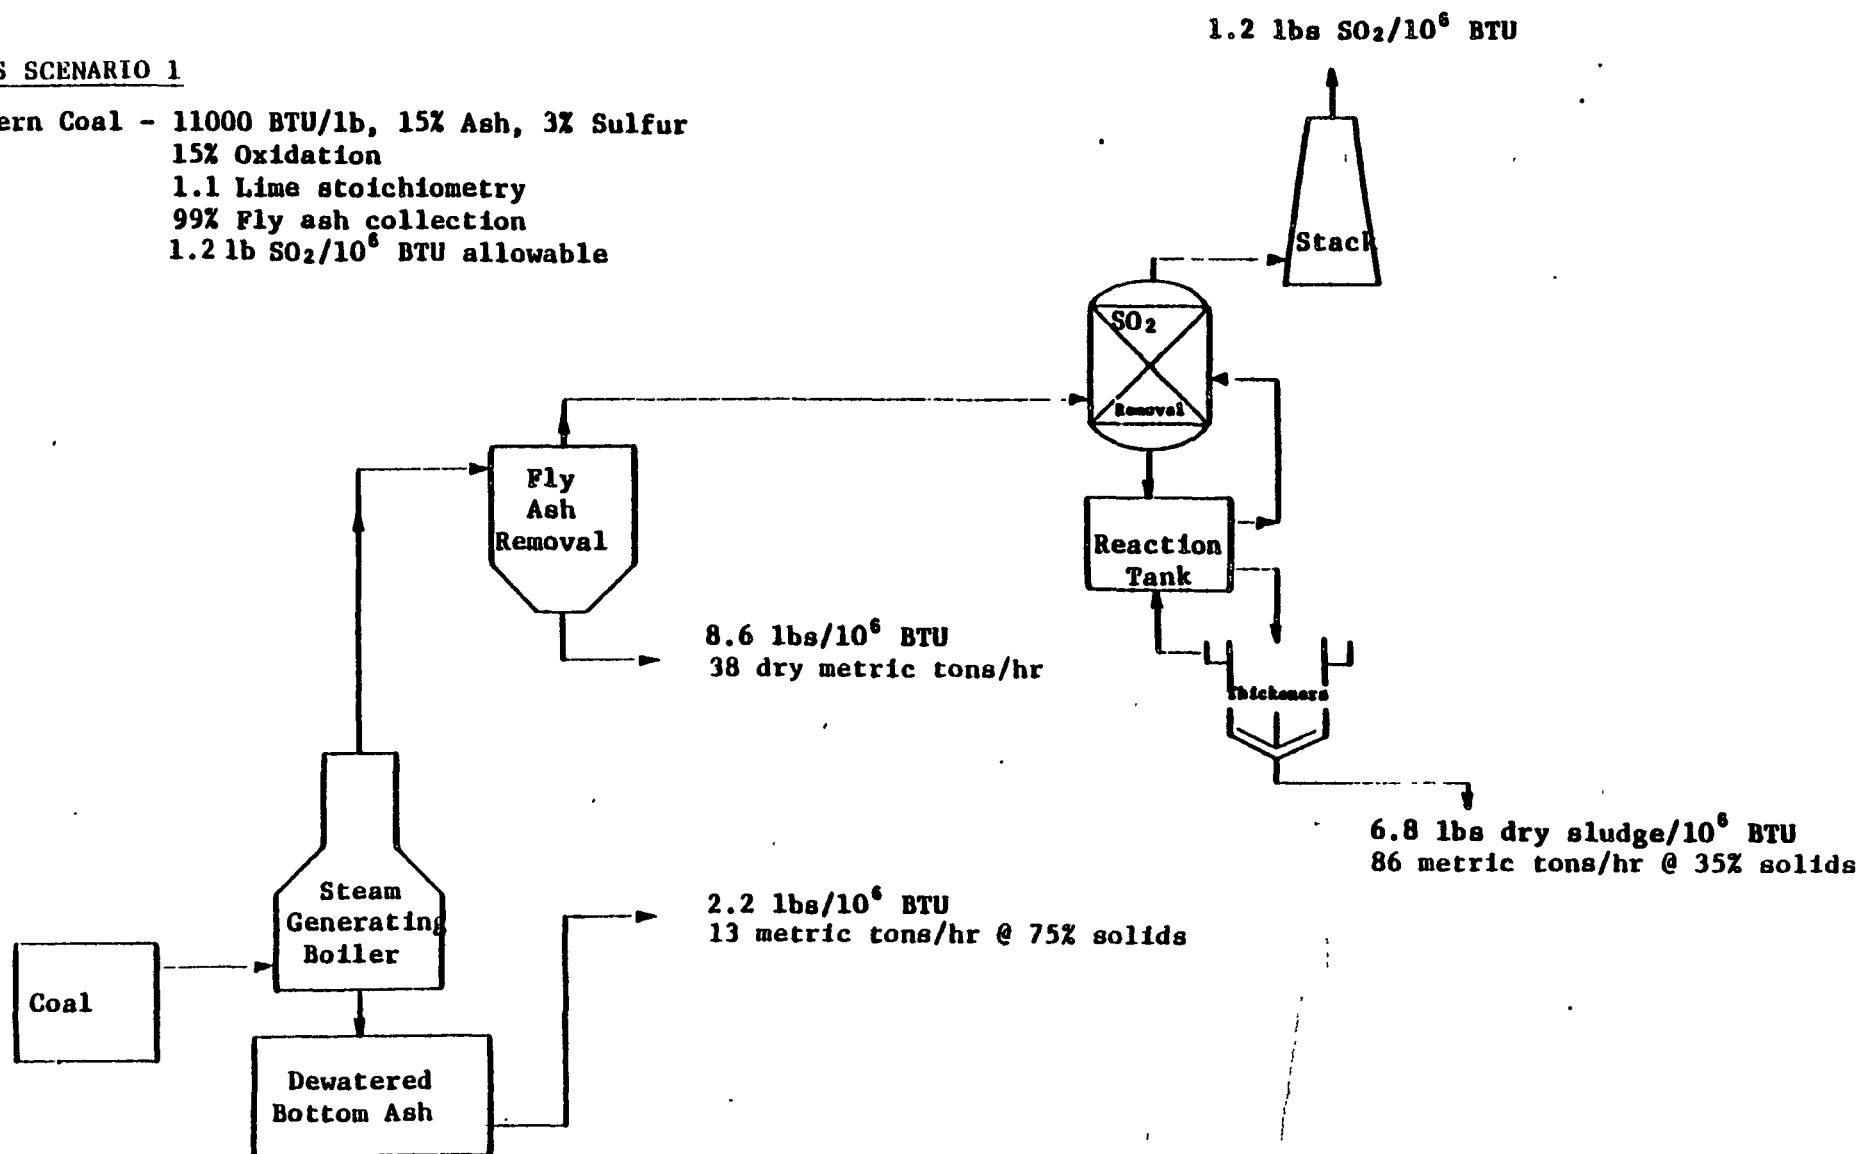 S SCENARIO 1
ern Coal - 11000 BTU/lb, 15% Ash, 3% Sulfur
15% Oxidation
1.1 Lime stoichiometry
99% Fly ash collection
1.2 lb SO₂/10⁶ BTU allowable
1.2 lbs SO₂/10⁶ BTU
Stack
SO₂
Removal
Fly
Ash
Removal
Reaction
Tank
8.6 lbs/10⁶ BTU
38 dry metric tons/hr
Thickeners
6.8 lbs dry sludge/10⁶ BTU
86 metric tons/hr @ 35% solids
Steam
Generating
Boiler
2.2 lbs/10⁶ BTU
13 metric tons/hr @ 75% solids
Coal
Dewatered
Bottom Ash